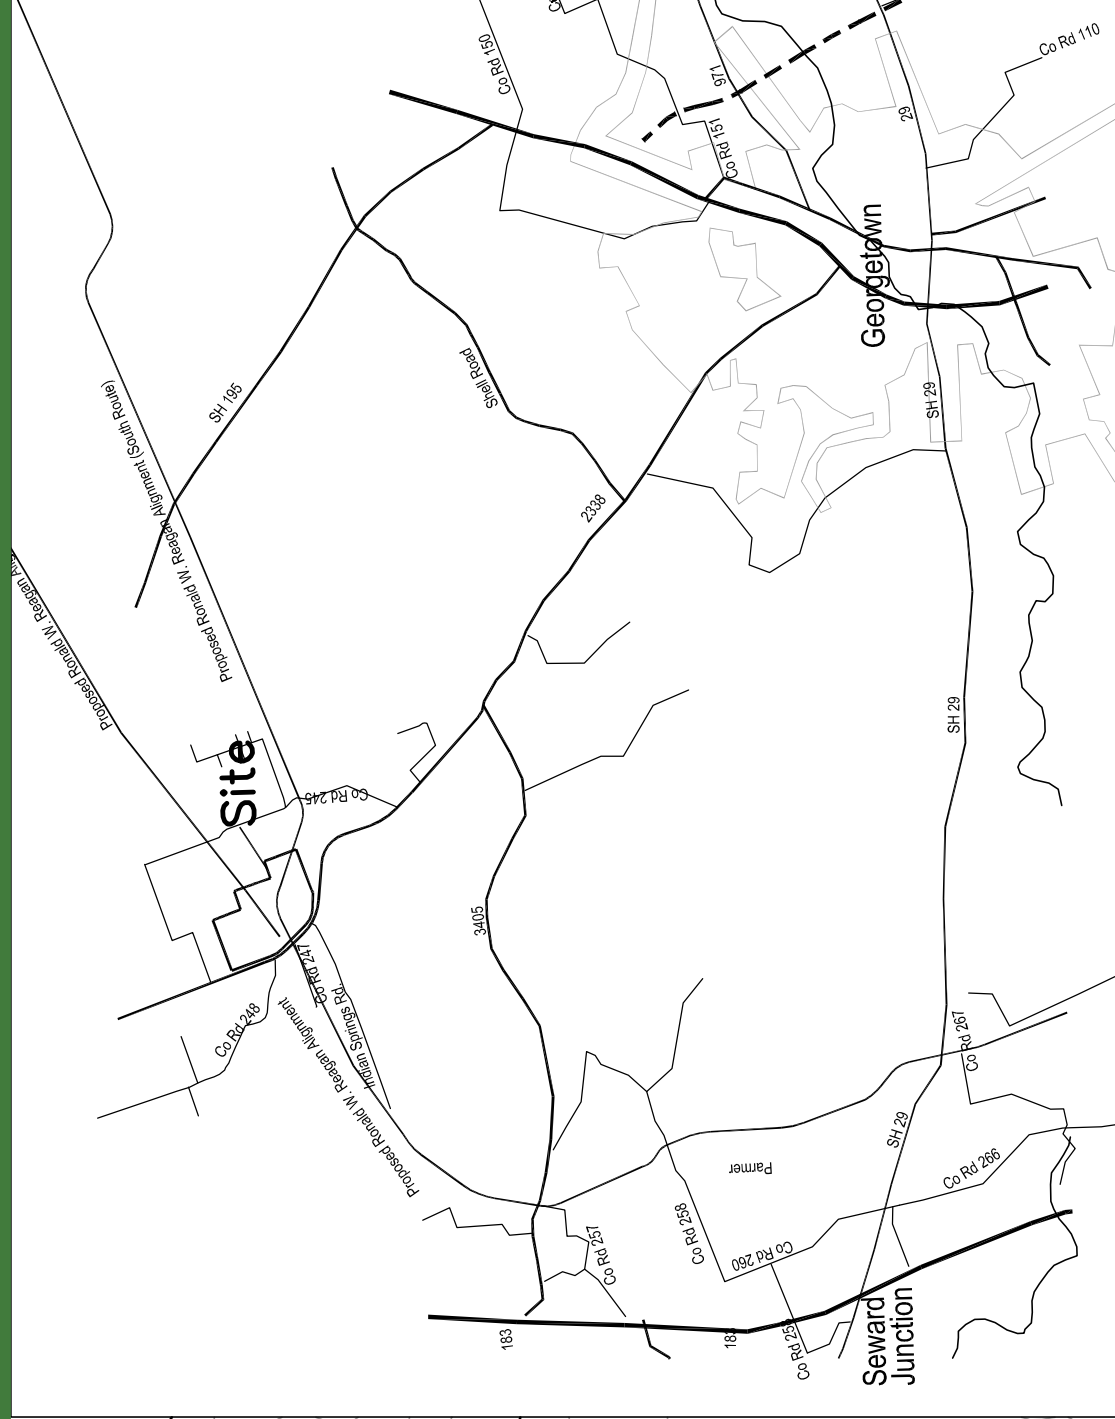 Co Rd 150
971
Co Rd 110
29
Co Rd 151
Georgetown
SH 195
Shell Road
Proposed Ronald W. Reagan Alignment (South Route)
SH 29
2338
Proposed Ronald W. Reagan
Site
Co Rd 245
SH 29
3405
Co Rd 247
Indian Springs Rd.
Co Rd 248
Proposed Ronald W. Reagan Alignment
Co Rd 267
SH 29
Parmer
Co Rd 266
Co Rd 258
Co Rd 257
Co Rd 260
183
Co Rd
Seward
Junction